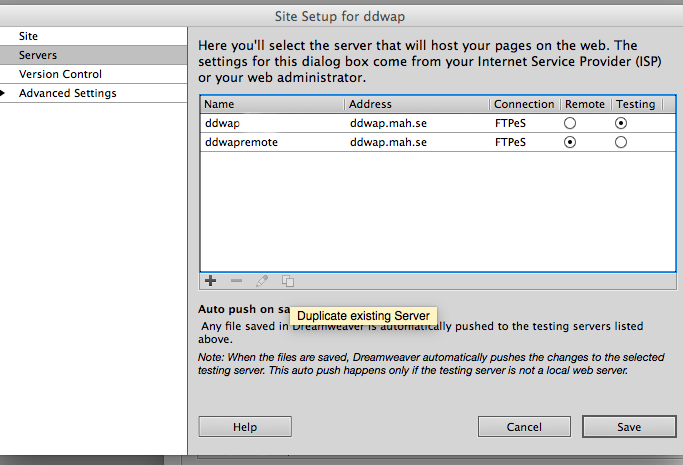 Site Setup for ddwap
Site
Servers
Version Control
Advanced Settings
Here you'll select the server that will host your pages on the web. The
settings for this dialog box come from your Internet Service Provider (ISP)
or your web administrator.
Name Address Connection Remote Testing
ddwap ddwap.mah.se FTPeS
ddwapremote ddwap.mah.se FTPeS
Auto push on sa
Duplicate existing Server
Any file saved in Dreamweaver is automatically pushed to the testing servers listed
above.
Note: When the files are saved, Dreamweaver automatically pushes the changes to the selected
testing server. This auto push happens only if the testing server is not a local web server.
Help Cancel Save